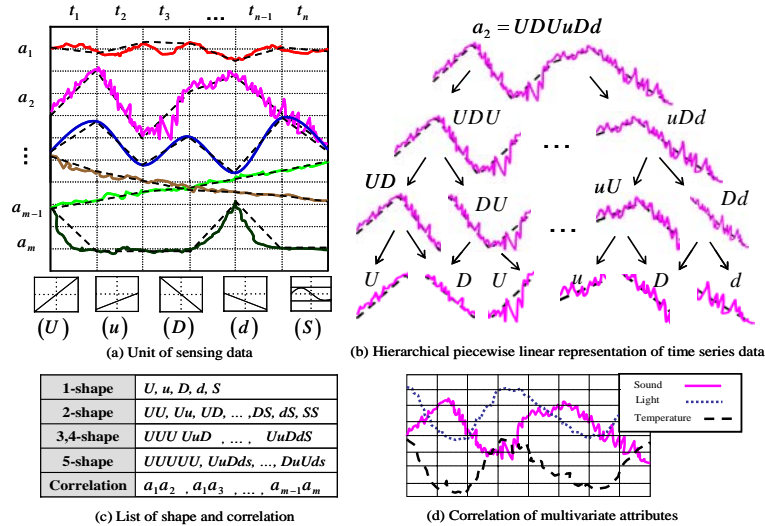 t1 t2 t3 ... tn−1 tn
a1
a2
⋮
am−1
am
(U) (u) (D) (d) (S)
(a) Unit of sensing data
a2 = UDUuDd
UDU ... uDd
UD DU ... uU Dd
U D U u D d
(b) Hierarchical piecewise linear representation of time series data
1-shape U, u, D, d, S
2-shape UU, Uu, UD, ... ,DS, dS, SS
3,4-shape UUU UuD , ... , UuDdS
5-shape UUUUU, UuDds, ..., DuUds
Correlation a1a2 , a1a3 , ... , am−1am
(c) List of shape and correlation
Sound
Light
Temperature
(d) Correlation of multivariate attributes